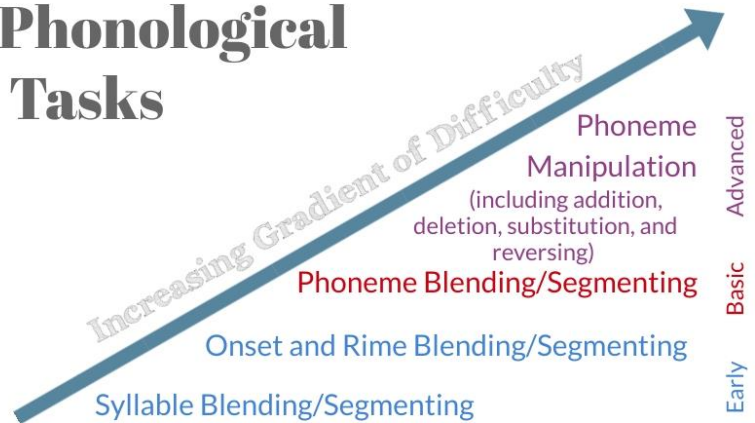 Phonological
Tasks
Increasing Gradient of Difficulty
Phoneme
Manipulation
(including addition,
deletion, substitution, and
reversing)
Advanced
Phoneme Blending/Segmenting
Basic
Onset and Rime Blending/Segmenting
Syllable Blending/Segmenting
Early